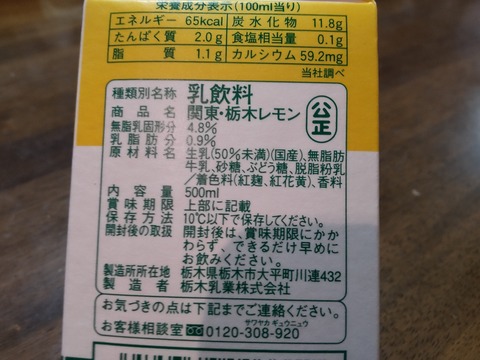 栄養成分表示(100ml当り)
エネルギー 65kcal 炭水化物 11.8g
たんぱく質 2.0g 食塩相当量 0.1g
脂質 1.1g カルシウム 59.2mg
当社調べ
種類別名称 乳飲料
商品名 関東・栃木レモン
公正
無脂乳固形分 4.8%
乳脂肪分 0.9%
原材料名 生乳(50%未満)(国産)、無脂肪
牛乳、砂糖、ぶどう糖、脱脂粉乳
/着色料(紅麹、紅花黄)、香料
内容量 500ml
賞味期限 上部に記載
保存方法 10℃以下で保存してください。
開封後の取扱 開封後は、賞味期限にかか
わらず、できるだけ早めに
お飲みください。
製造所所在地 栃木県栃木市大平町川連432
製造者 栃木乳業株式会社
お気づきの点は下記までご連絡ください。
サワヤカ ギュウニュウ
お客様相談室 0120-308-920